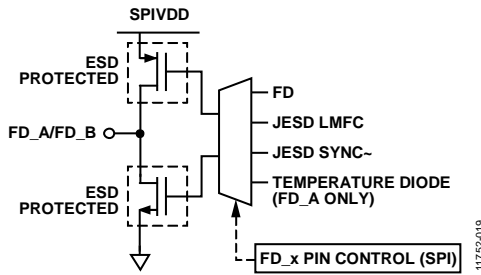 SPIVDD
ESD
PROTECTED
FD
JESD LMFC
FD_A/FD_B
JESD SYNC~
ESD
PROTECTED
TEMPERATURE DIODE
(FD_A ONLY)
FD_x PIN CONTROL (SPI)
11752-019